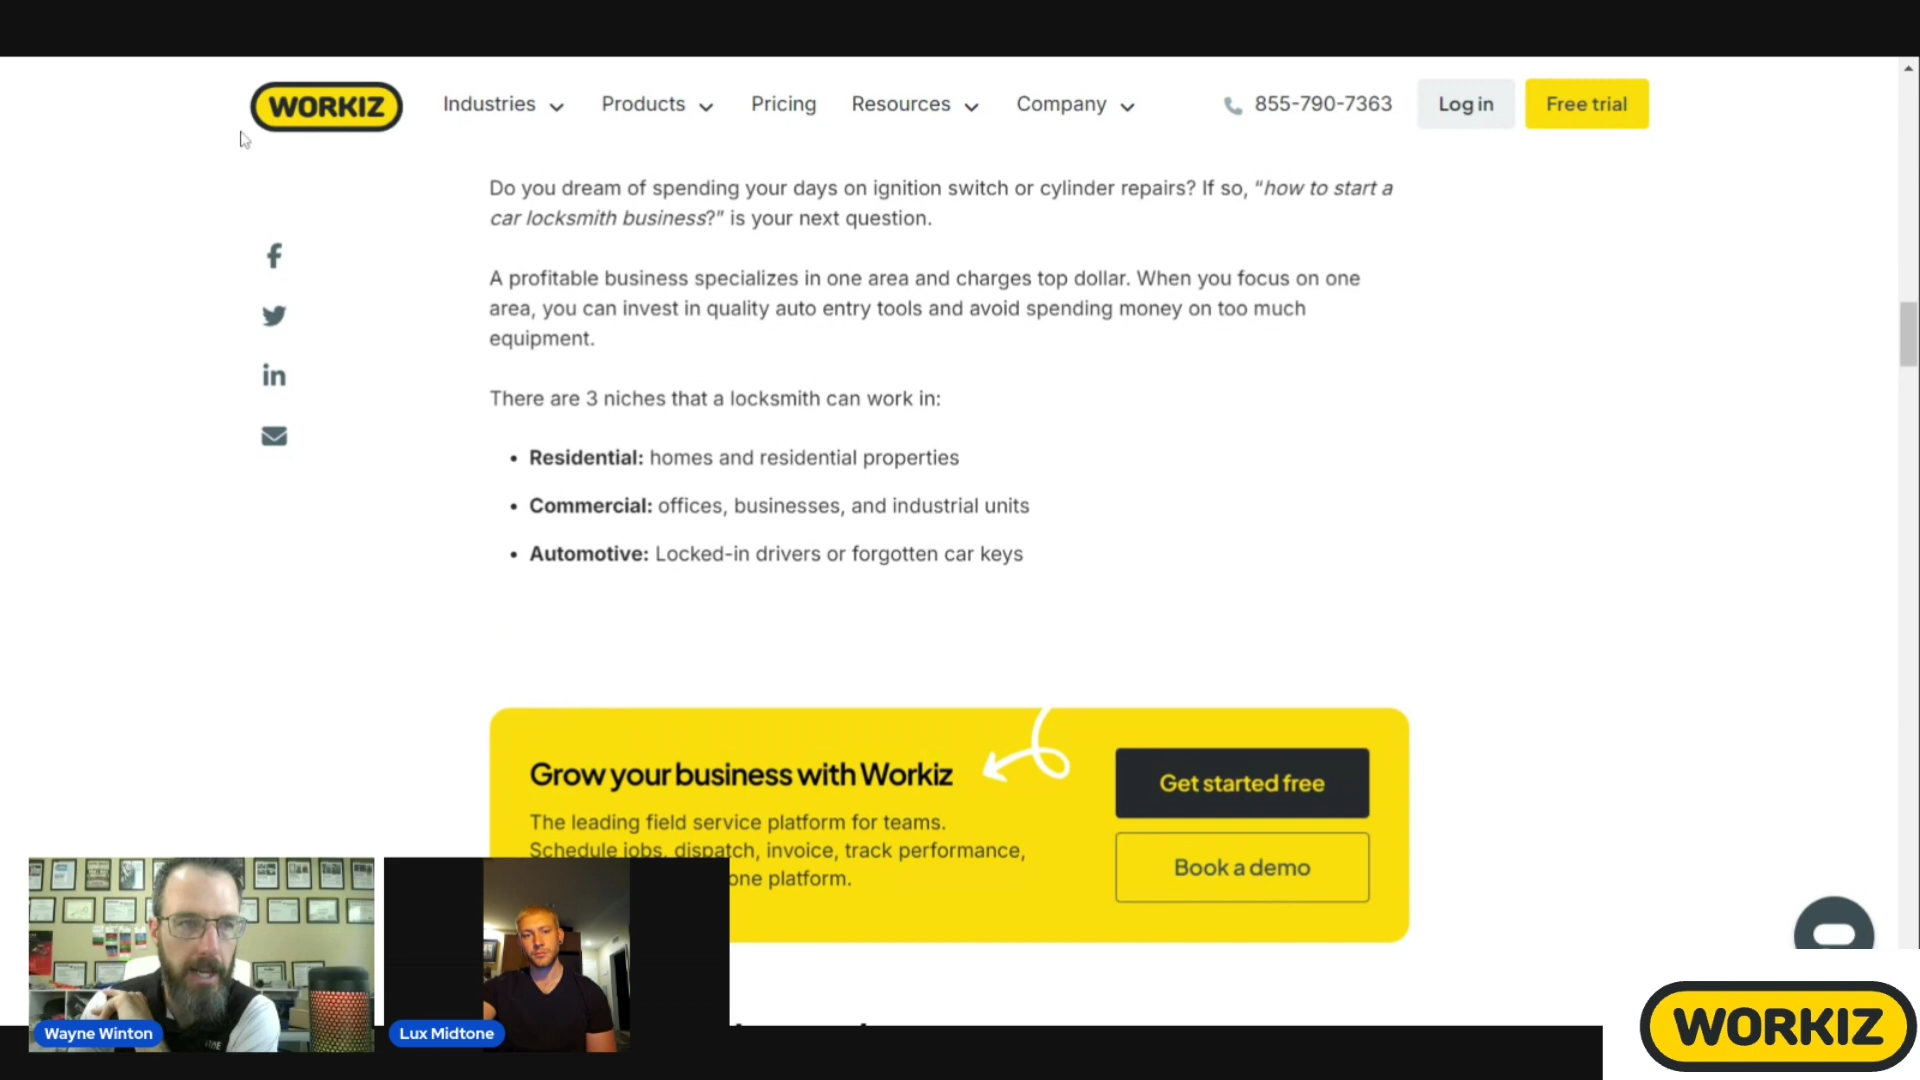 WORKIZ
Industries Products Pricing Resources Company 855-790-7363 Log in Free trial
Do you dream of spending your days on ignition switch or cylinder repairs? If so, “how to start a
car locksmith business?” is your next question.
A profitable business specializes in one area and charges top dollar. When you focus on one
area, you can invest in quality auto entry tools and avoid spending money on too much
equipment.
There are 3 niches that a locksmith can work in:
• Residential: homes and residential properties
• Commercial: offices, businesses, and industrial units
• Automotive: Locked-in drivers or forgotten car keys
Grow your business with Workiz
The leading field service platform for teams.
Schedule jobs, dispatch, invoice, track performance,
one platform.
Get started free
Book a demo
Wayne Winton
Lux Midtone
WORKIZ